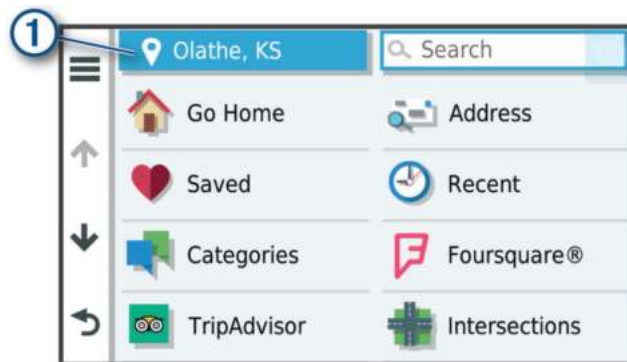 1
Olathe, KS
Search
Go Home
Address
Saved
Recent
Categories
Foursquare®
TripAdvisor
Intersections